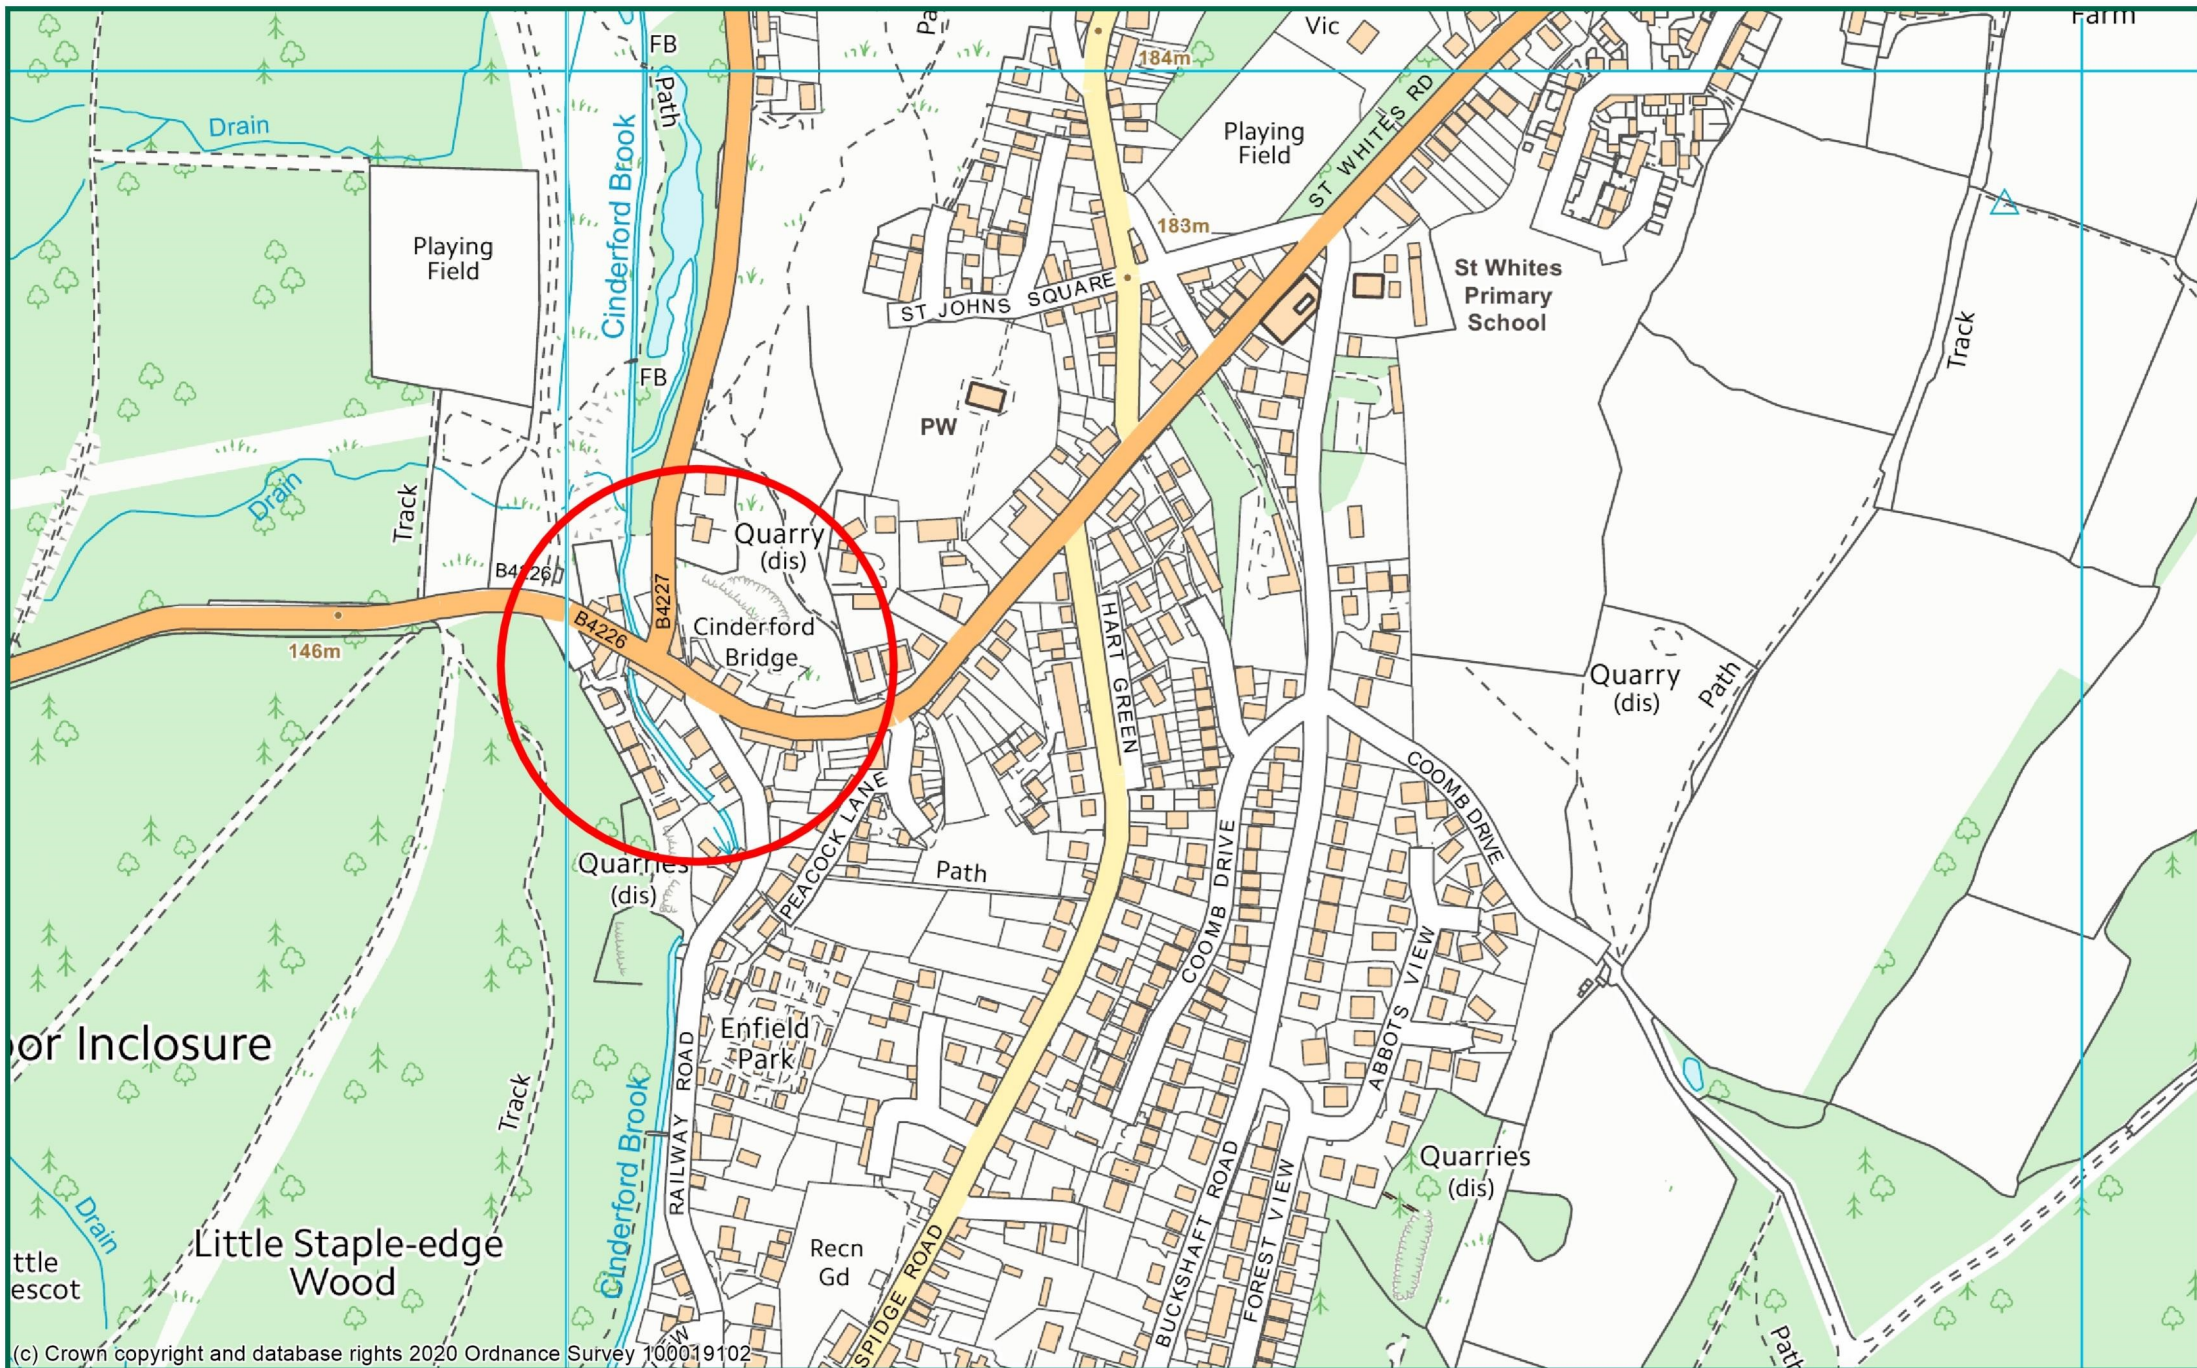 Farm
Vic
FB
Path
184m
Drain
Cinderford Brook
Playing
Field
ST WHITES RD
Playing
Field
183m
St Whites
Primary
School
ST JOHNS SQUARE
Track
FB
PW
Drain
Track
Quarry
(dis)
B4226
B4227
B4226
Cinderford
Bridge
146m
HART GREEN
Quarry
(dis)
Path
COOMB DRIVE
PEACOCK LANE
Quarries
(dis)
Path
COOMB DRIVE
ABBOTS VIEW
Enfield
Park
or Inclosure
Track
RAILWAY ROAD
Cinderford Brook
Quarries
(dis)
BUCKSHAFT ROAD
FOREST VIEW
Drain
Little Staple-edge
Wood
Recn
Gd
ttle
escot
SPIDGE ROAD
Path
(c) Crown copyright and database rights 2020 Ordnance Survey 100019102